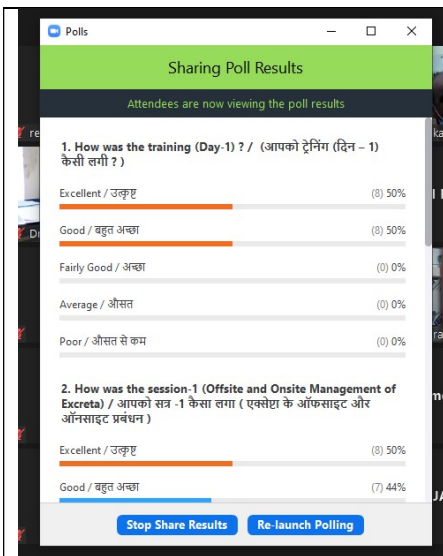 Polls
Sharing Poll Results
Attendees are now viewing the poll results
1. How was the training (Day-1) ? / (आपको ट्रेनिंग (दिन – 1)
कैसी लगी ? )
Excellent / उत्कृष्ट (8) 50%
Good / बहुत अच्छा (8) 50%
Fairly Good / अच्छा (0) 0%
Average / औसत (0) 0%
Poor / औसत से कम (0) 0%
2. How was the session-1 (Offsite and Onsite Management of
Excreta) / आपको सत्र -1 कैसा लगा ( एक्सेप्टा के ऑफसाइट और
ऑनसाइट प्रबंधन )
Excellent / उत्कृष्ट (8) 50%
Good / बहुत अच्छा (7) 44%
Stop Share Results Re-launch Polling